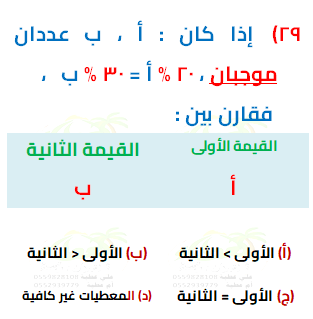 ٢٩) إذا كان : أ ، ب عددان
موجبان ، ٢٠ % أ = ٣٠ % ب ،
فقارن بين :
القيمة الأولى القيمة الثانية
أ ب
(أ) الأولى > الثانية (ب) الأولى < الثانية
(ج) الأولى = الثانية (د) المعطيات غير كافية